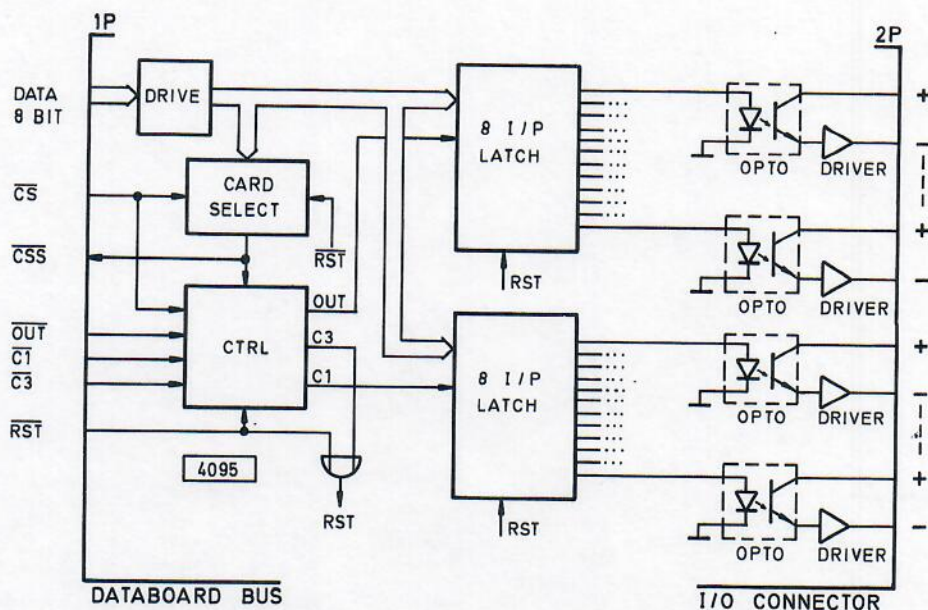 1P
2P
DATA
8 BIT
DRIVE
8 I/P
LATCH
OPTO
DRIVER
+
−
CS
CARD
SELECT
RST
CSS
OUT
C1
C3
RST
CTRL
OUT
C3
C1
RST
OPTO
DRIVER
+
−
8 I/P
LATCH
OPTO
DRIVER
+
−
4095
RST
RST
OPTO
DRIVER
+
−
DATABOARD BUS
I/O CONNECTOR